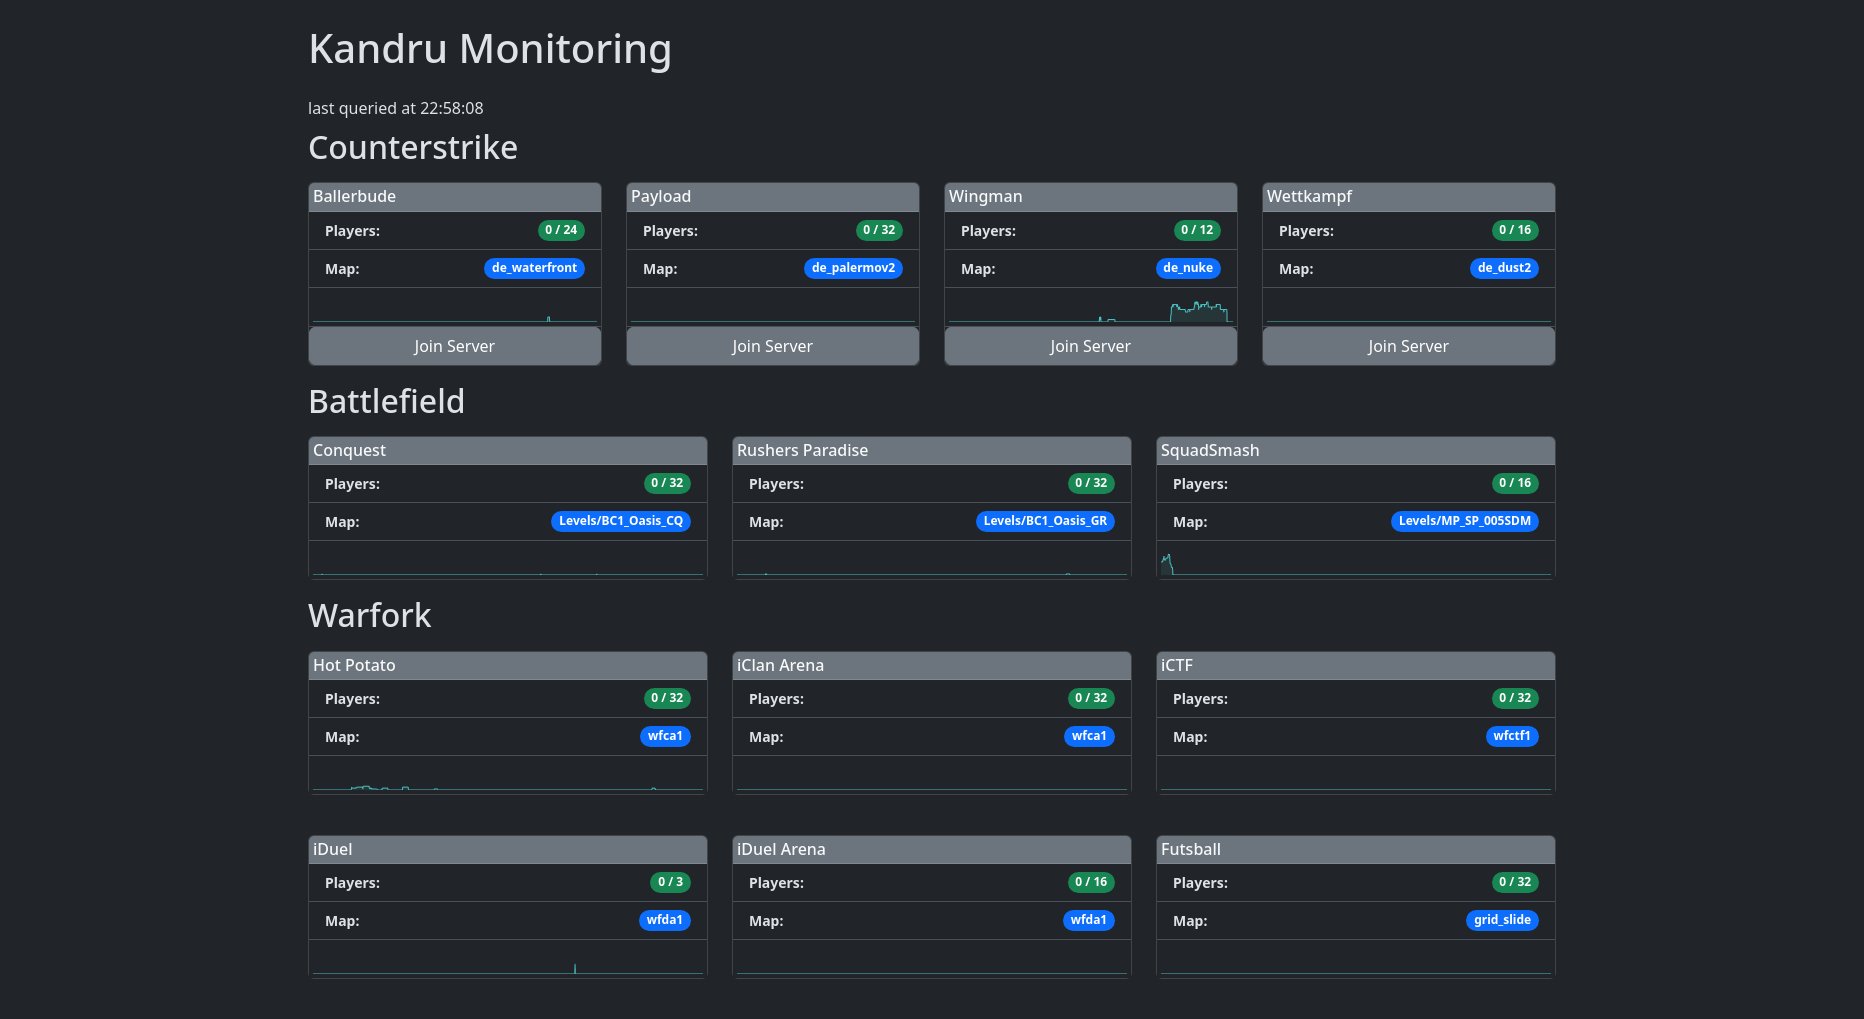 Kandru Monitoring
last queried at 22:58:08
Counterstrike
Ballerbude
Players: 0 / 24
Map: de_waterfront
Join Server
Payload
Players: 0 / 32
Map: de_palermov2
Join Server
Wingman
Players: 0 / 12
Map: de_nuke
Join Server
Wettkampf
Players: 0 / 16
Map: de_dust2
Join Server
Battlefield
Conquest
Players: 0 / 32
Map: Levels/BC1_Oasis_CQ
Rushers Paradise
Players: 0 / 32
Map: Levels/BC1_Oasis_GR
SquadSmash
Players: 0 / 16
Map: Levels/MP_SP_005SDM
Warfork
Hot Potato
Players: 0 / 32
Map: wfca1
iClan Arena
Players: 0 / 32
Map: wfca1
iCTF
Players: 0 / 32
Map: wfctf1
iDuel
Players: 0 / 3
Map: wfda1
iDuel Arena
Players: 0 / 16
Map: wfda1
Futsball
Players: 0 / 32
Map: grid_slide